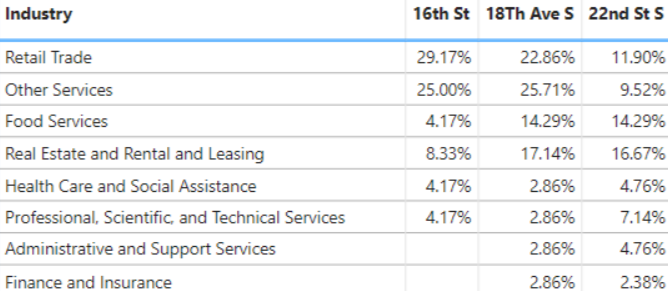 Industry 16th St 18Th Ave S 22nd St S
Retail Trade 29.17% 22.86% 11.90%
Other Services 25.00% 25.71% 9.52%
Food Services 4.17% 14.29% 14.29%
Real Estate and Rental and Leasing 8.33% 17.14% 16.67%
Health Care and Social Assistance 4.17% 2.86% 4.76%
Professional, Scientific, and Technical Services 4.17% 2.86% 7.14%
Administrative and Support Services 2.86% 4.76%
Finance and Insurance 2.86% 2.38%